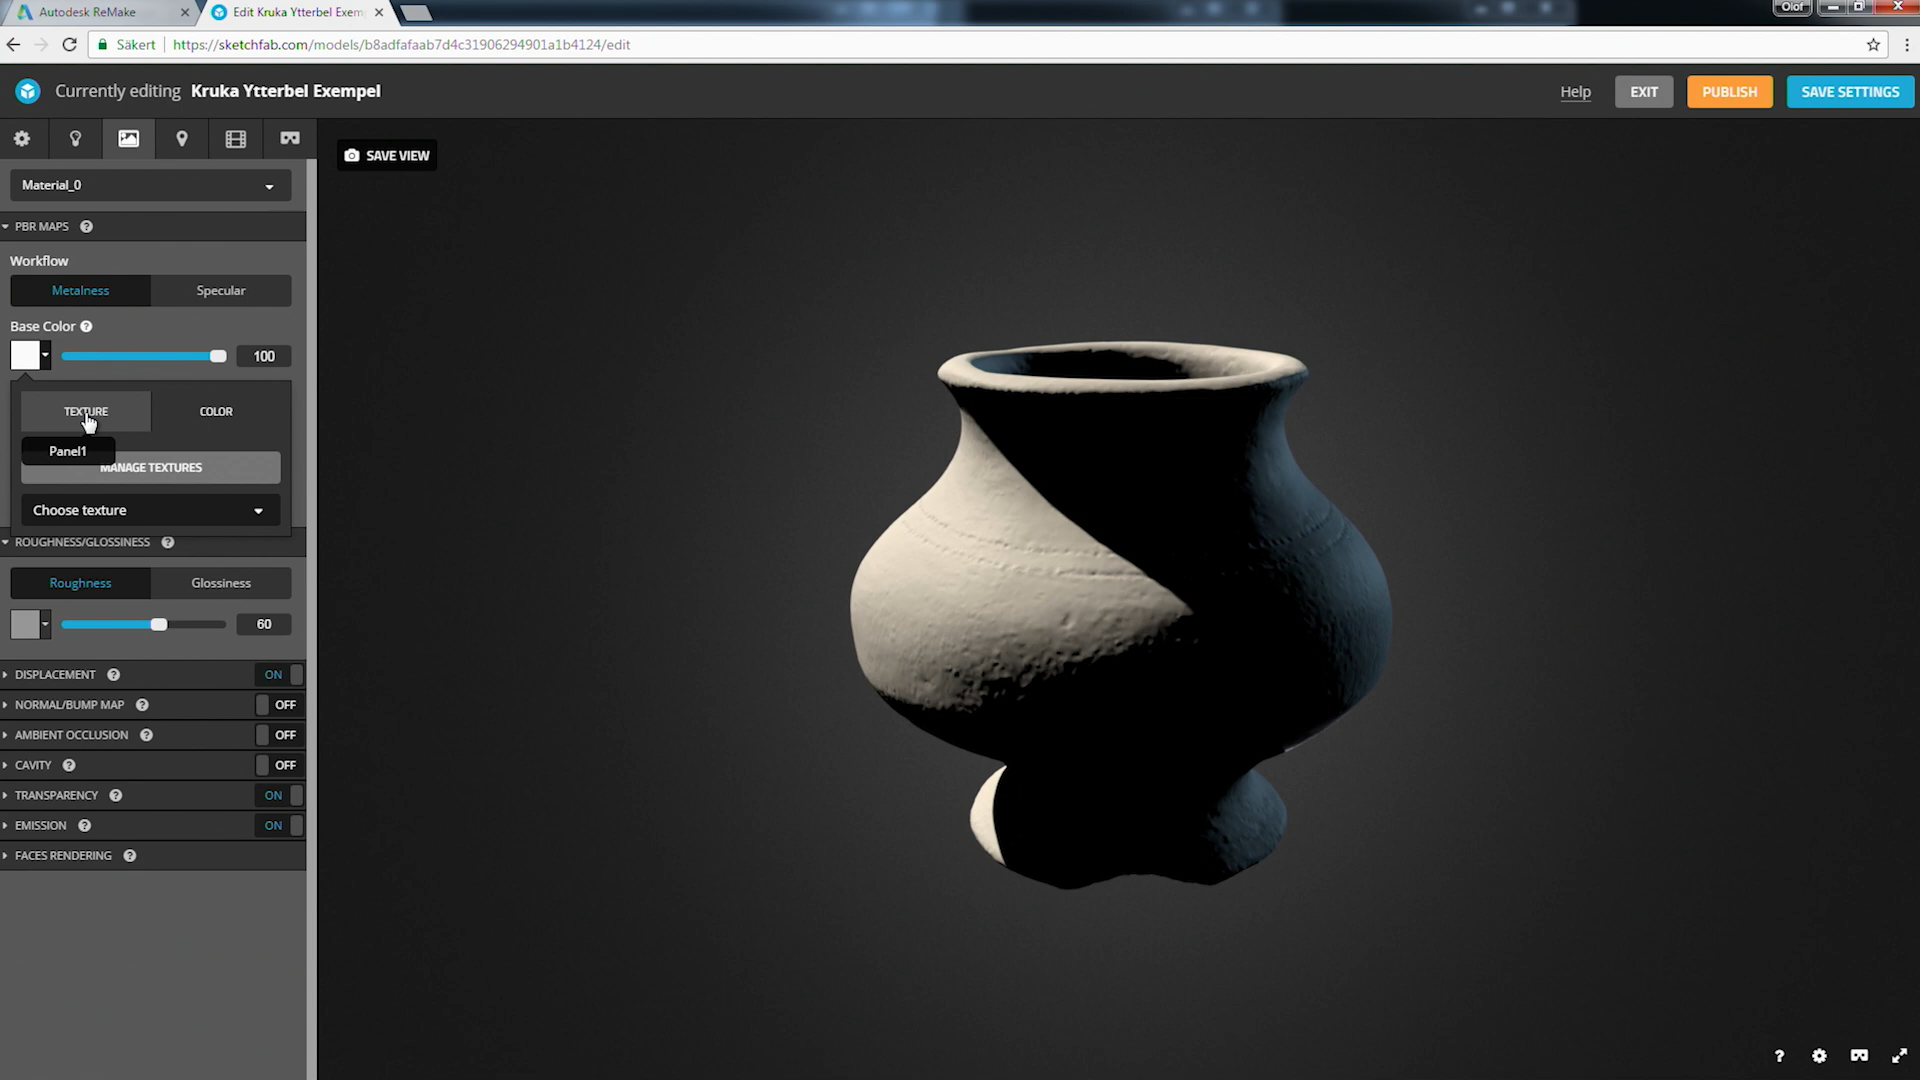 Autodesk ReMake
Edit Kruka Ytterbel Exem
Olof
Säkert
https://sketchfab.com/models/b8adfafaab7d4c31906294901a1b4124/edit
Currently editing Kruka Ytterbel Exempel
Help
EXIT
PUBLISH
SAVE SETTINGS
SAVE VIEW
Material_0
PBR MAPS
Workflow
Metalness
Specular
Base Color
100
TEXTURE
COLOR
Panel1
MANAGE TEXTURES
Choose texture
ROUGHNESS/GLOSSINESS
Roughness
Glossiness
60
DISPLACEMENT
ON
NORMAL/BUMP MAP
OFF
AMBIENT OCCLUSION
OFF
CAVITY
OFF
TRANSPARENCY
ON
EMISSION
ON
FACES RENDERING